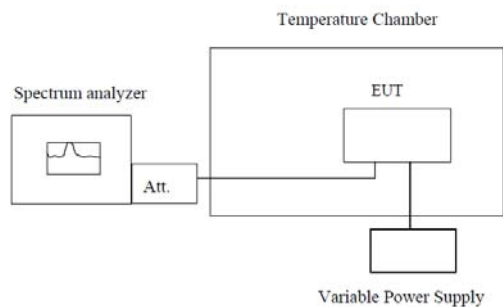 Temperature Chamber
Spectrum analyzer
EUT
Att.
Variable Power Supply